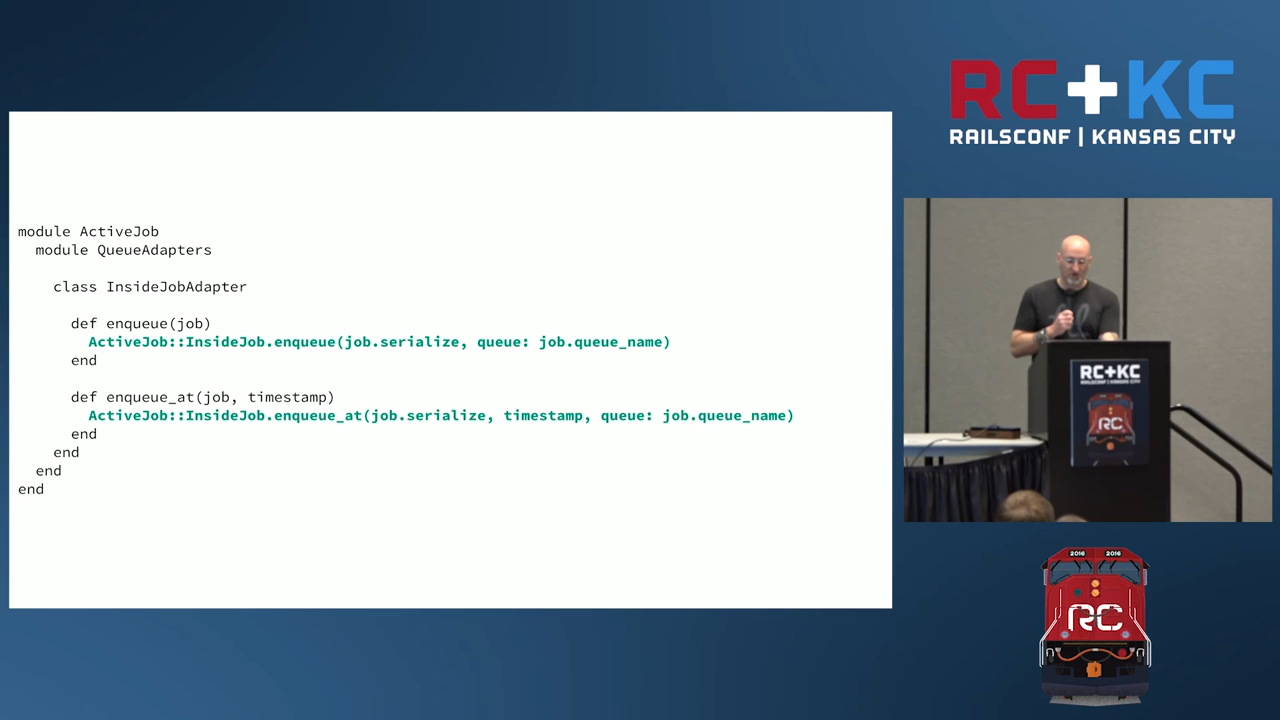 RC+KC
RAILSCONF | KANSAS CITY
module ActiveJob
  module QueueAdapters
    class InsideJobAdapter
      def enqueue(job)
        ActiveJob::InsideJob.enqueue(job.serialize, queue: job.queue_name)
      end
      def enqueue_at(job, timestamp)
        ActiveJob::InsideJob.enqueue_at(job.serialize, timestamp, queue: job.queue_name)
      end
    end
  end
end
RC+KC
RAILSCONF | KANSAS CITY
RC
2016 2016
RC